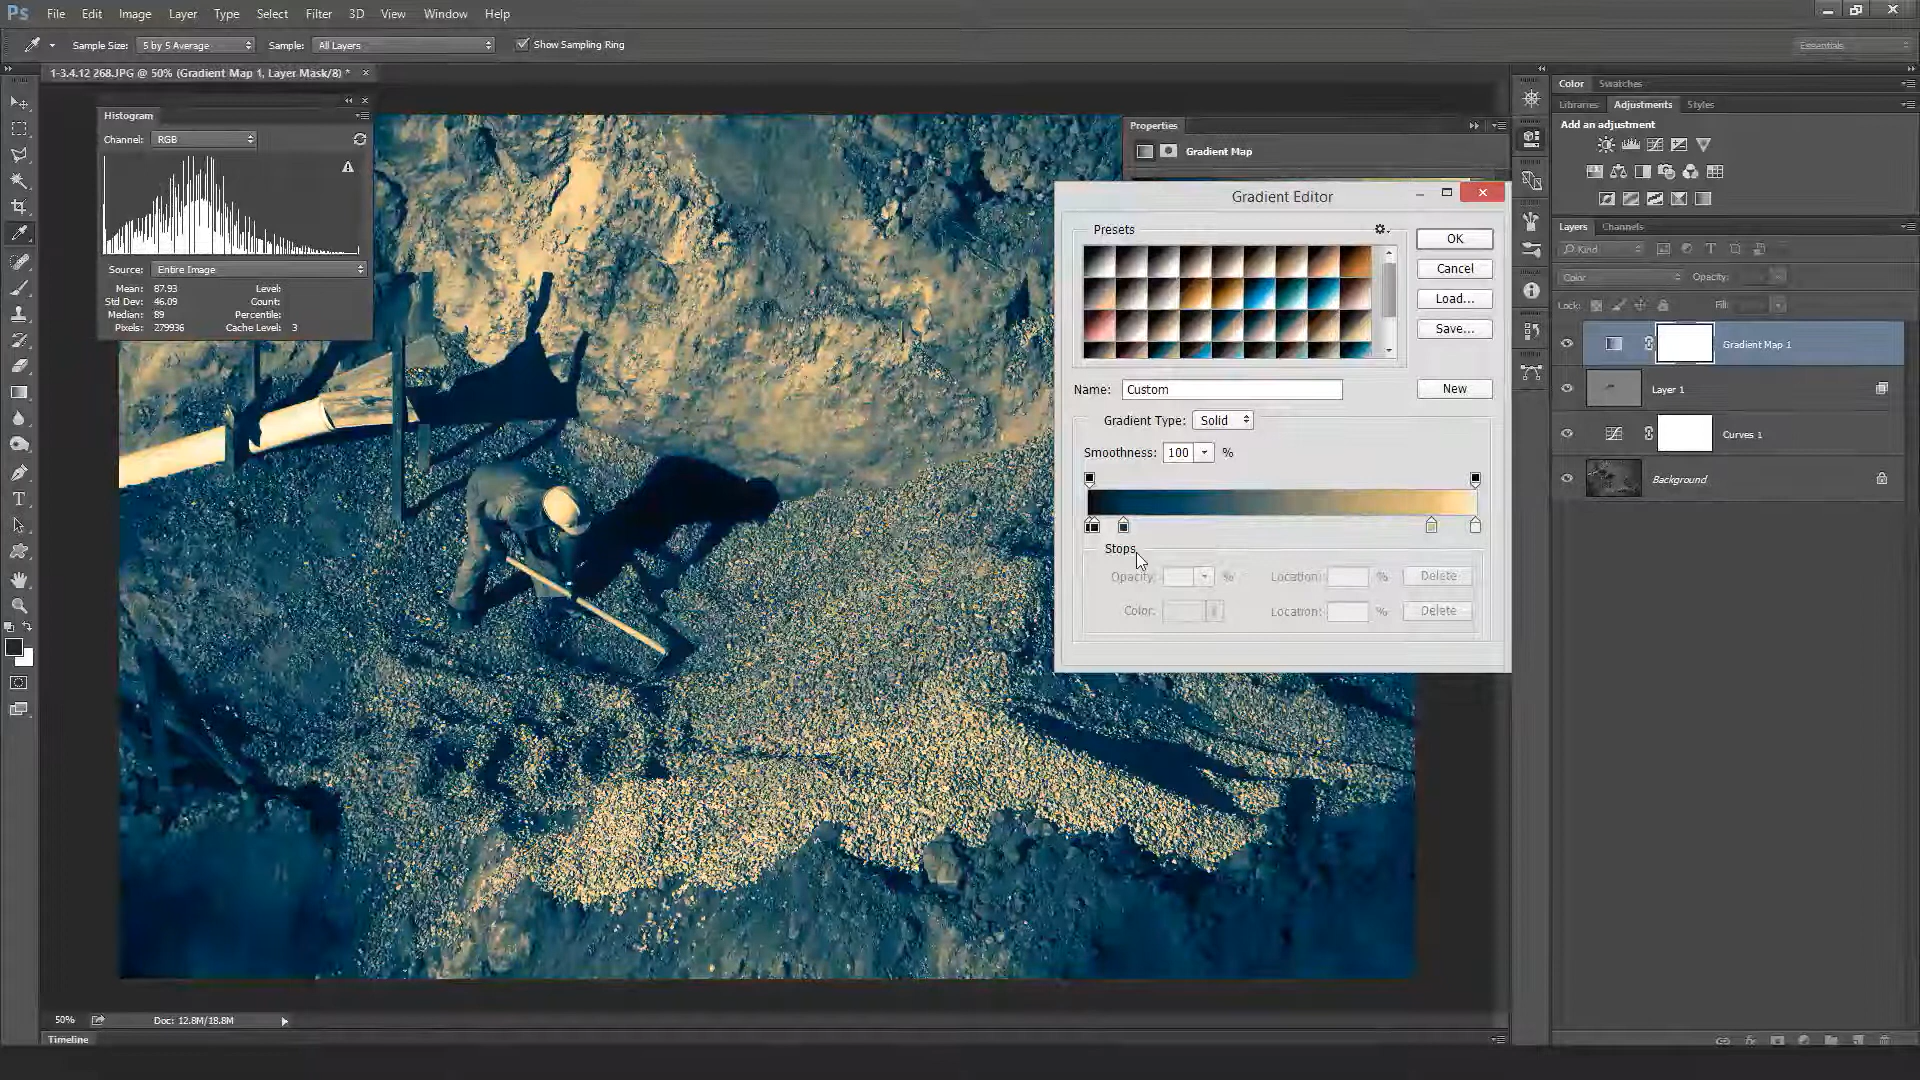 Ps File Edit Image Layer Type Select Filter 3D View Window Help
Sample Size: 5 by 5 Average Sample: All Layers Show Sampling Ring Essentials
1-3.4.12 268.JPG @ 50% (Gradient Map 1, Layer Mask/8) *
Histogram
Channel: RGB
Source: Entire Image
Mean: 87.93 Level:
Std Dev: 46.09 Count:
Median: 89 Percentile:
Pixels: 279936 Cache Level: 3
Properties
Gradient Map
Gradient Editor
Presets
OK
Cancel
Load...
Save...
Name: Custom New
Gradient Type: Solid
Smoothness: 100 %
Stops
Opacity: % Location: % Delete
Color: Location: % Delete
Color Swatches
Libraries Adjustments Styles
Add an adjustment
Layers Channels
Kind
Color Opacity:
Lock: Fill:
Gradient Map 1
Layer 1
Curves 1
Background
T
50% Doc: 12.8M/18.8M
Timeline